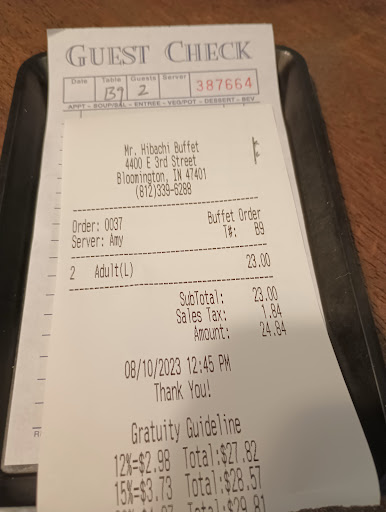 GUEST CHECK
Date Table Guests Server
B9 2 387664
APPT - SOUP/SAL - ENTREE - VEG/POT - DESSERT - BEV
Mr. Hibachi Buffet
4400 E 3rd Street
Bloomington, IN 47401
(812)339-6288
Order: 0037 Buffet Order
Server: Amy T#: B9
2 Adult(L) 23.00
SubTotal: 23.00
Sales Tax: 1.84
Amount: 24.84
08/10/2023 12:45 PM
Thank You!
Gratuity Guideline
12%=$2.98 Total:$27.82
15%=$3.73 Total:$28.57
Total:$29.81